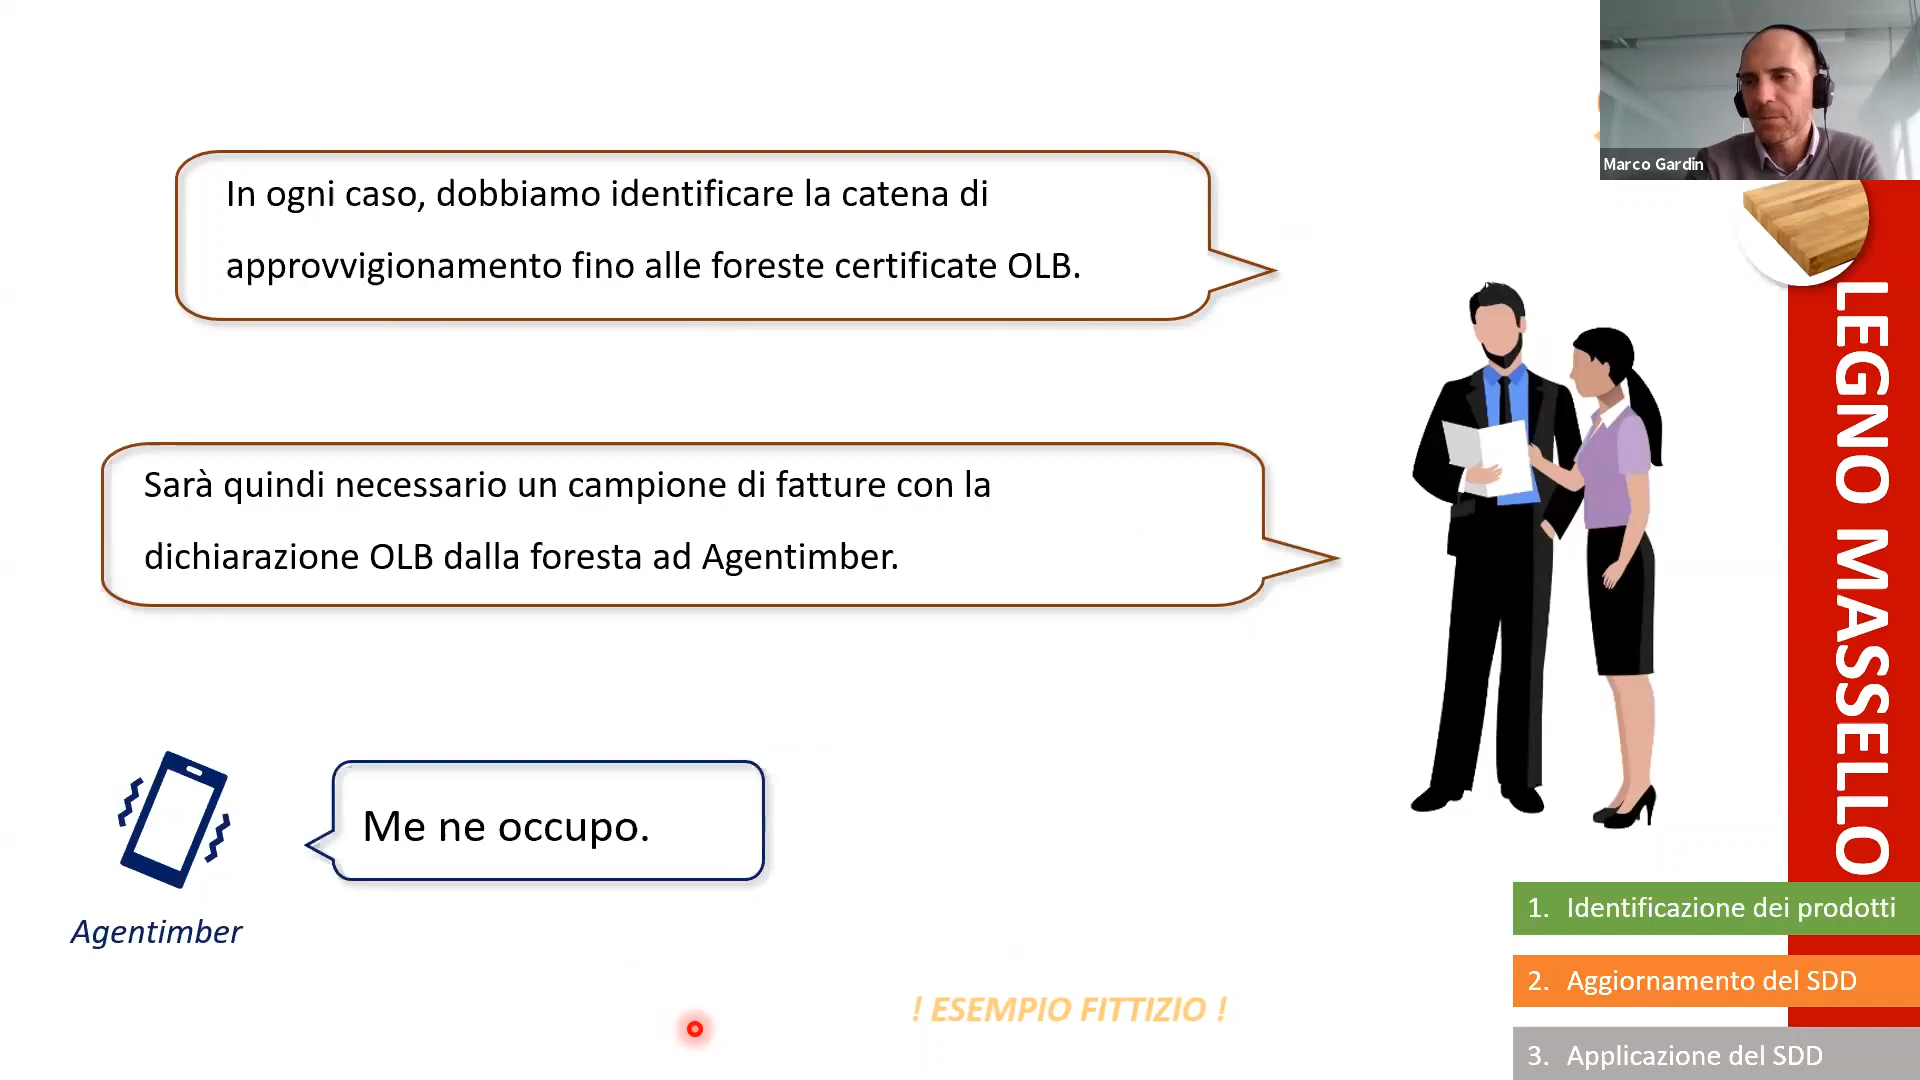 Marco Gardin
In ogni caso, dobbiamo identificare la catena di
approvvigionamento fino alle foreste certificate OLB.
Sarà quindi necessario un campione di fatture con la
dichiarazione OLB dalla foresta ad Agentimber.
Me ne occupo.
Agentimber
! ESEMPIO FITTIZIO !
LEGNO MASSELLO
1. Identificazione dei prodotti
2. Aggiornamento del SDD
3. Applicazione del SDD